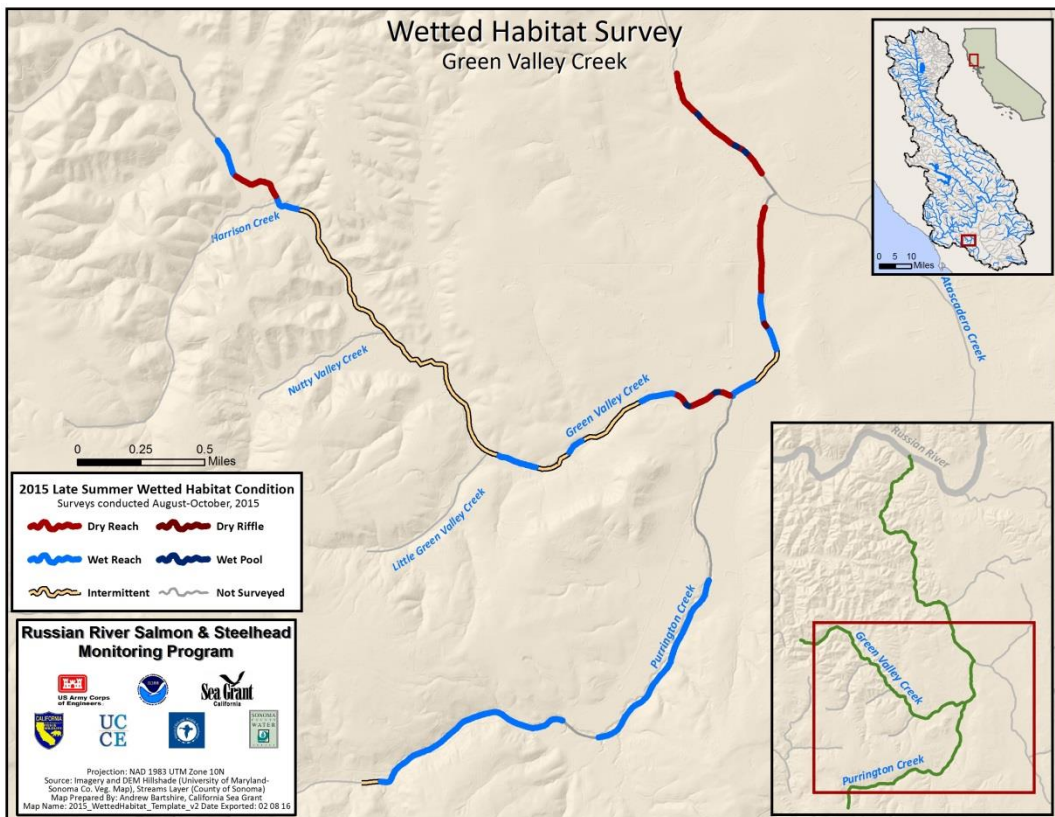 Wetted Habitat Survey
Green Valley Creek
Harrison Creek
Nutty Valley Creek
Green Valley Creek
Little Green Valley Creek
Purrington Creek
Atascadero Creek
0 5 10
Miles
0 0.25 0.5
Miles
2015 Late Summer Wetted Habitat Condition
Surveys conducted August-October, 2015
Dry Reach Dry Riffle
Wet Reach Wet Pool
Intermittent Not Surveyed
Russian River Salmon & Steelhead
Monitoring Program
US Army Corps
of Engineers
Sea Grant
California
CALIFORNIA
UC
CE
SONOMA
COUNTY
WATER
AGENCY
Projection: NAD 1983 UTM Zone 10N
Source: Imagery and DEM Hillshade (University of Maryland-
Sonoma Co. Veg. Map), Streams Layer (County of Sonoma)
Map Prepared By: Andrew Bartshire, California Sea Grant
Map Name: 2015_WettedHabitat_Template_v2 Date Exported: 02 08 16
Russian River
Green Valley Creek
Purrington Creek